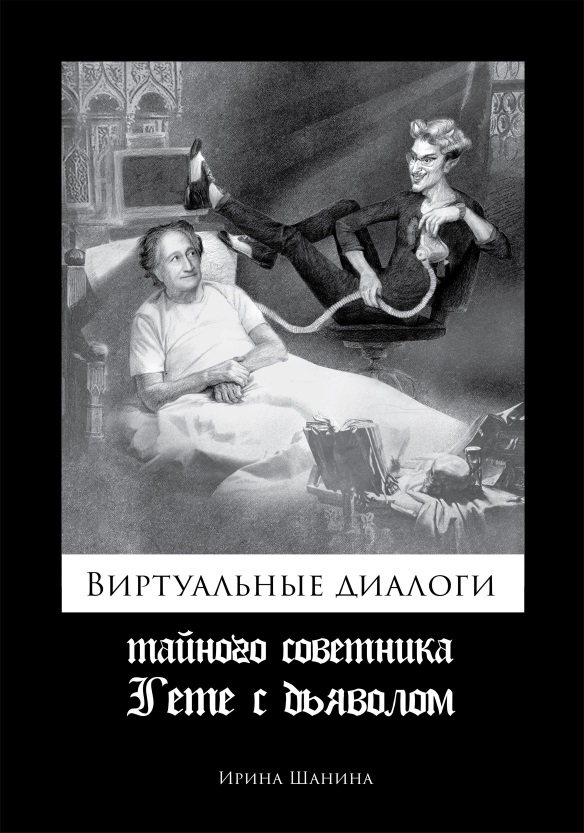 Виртуальные диалоги
тайного советника
Гете с дьяволом
Ирина Шанина